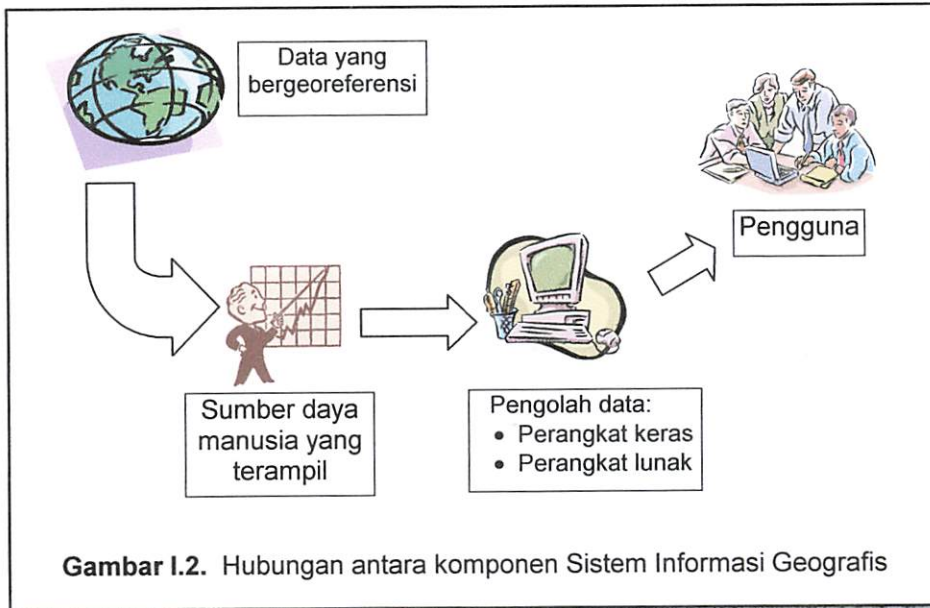 Data yang
bergeoreferensi
Pengguna
Sumber daya
manusia yang
terampil
Pengolah data:
• Perangkat keras
• Perangkat lunak
Gambar I.2. Hubungan antara komponen Sistem Informasi Geografis